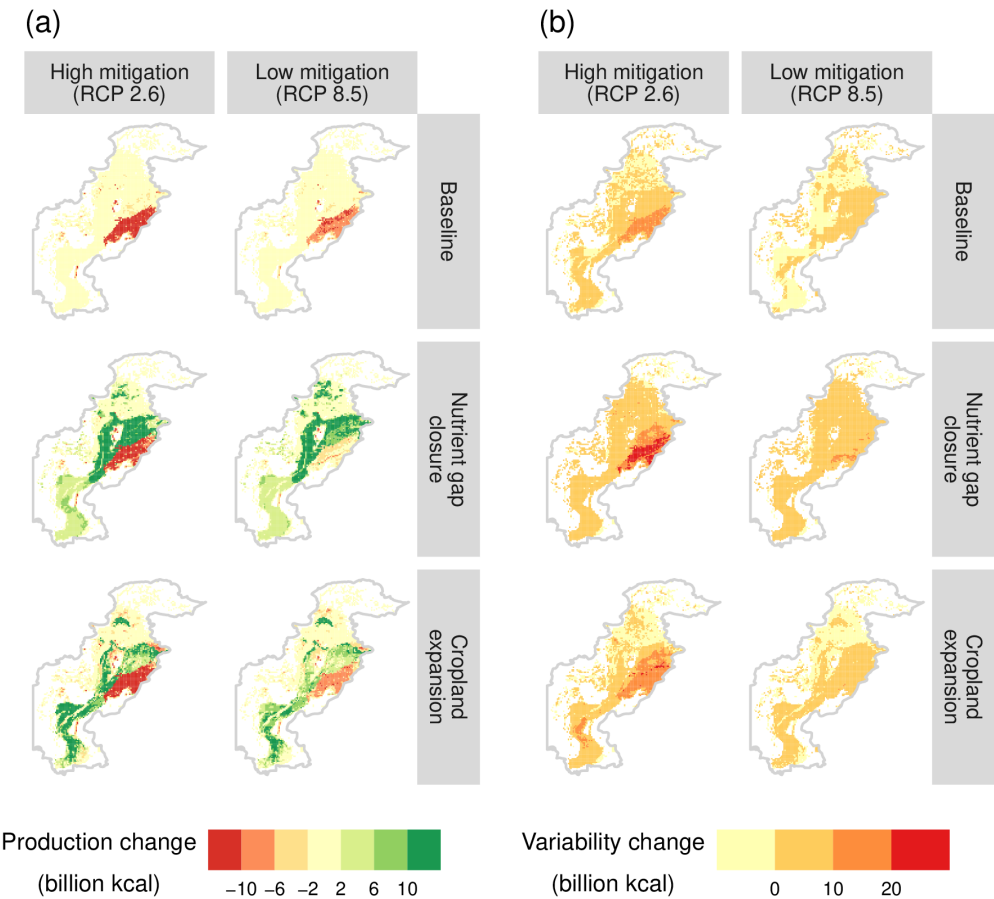 (a)
High mitigation
(RCP 2.6)
Low mitigation
(RCP 8.5)
Baseline
Nutrient gap
closure
Cropland
expansion
Production change
(billion kcal)
−10 −6 −2 2 6 10
(b)
High mitigation
(RCP 2.6)
Low mitigation
(RCP 8.5)
Baseline
Nutrient gap
closure
Cropland
expansion
Variability change
(billion kcal)
0 10 20